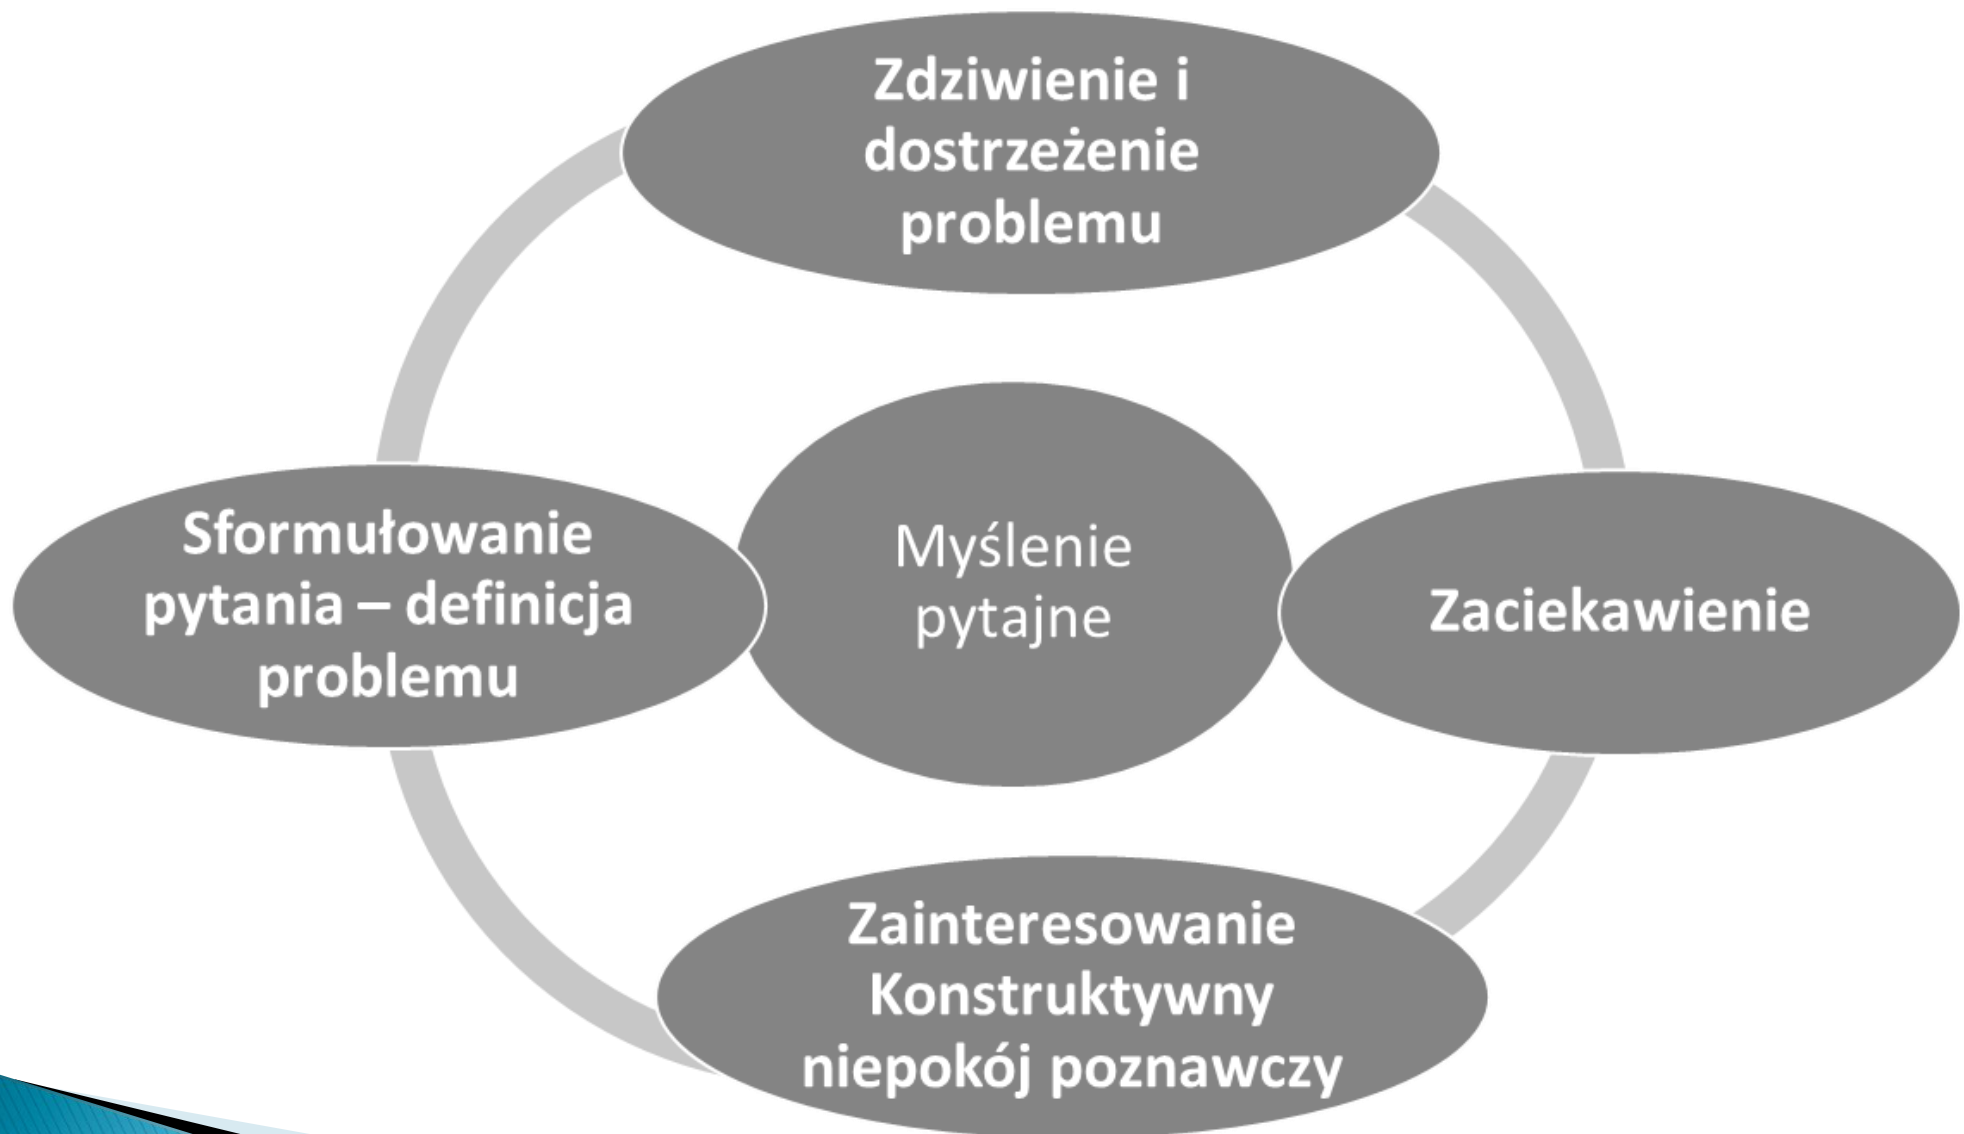 Zdziwienie i
dostrzeżenie
problemu
Sformułowanie
pytania – definicja
problemu
Myślenie
pytajne
Zaciekawienie
Zainteresowanie
Konstruktywny
niepokój poznawczy